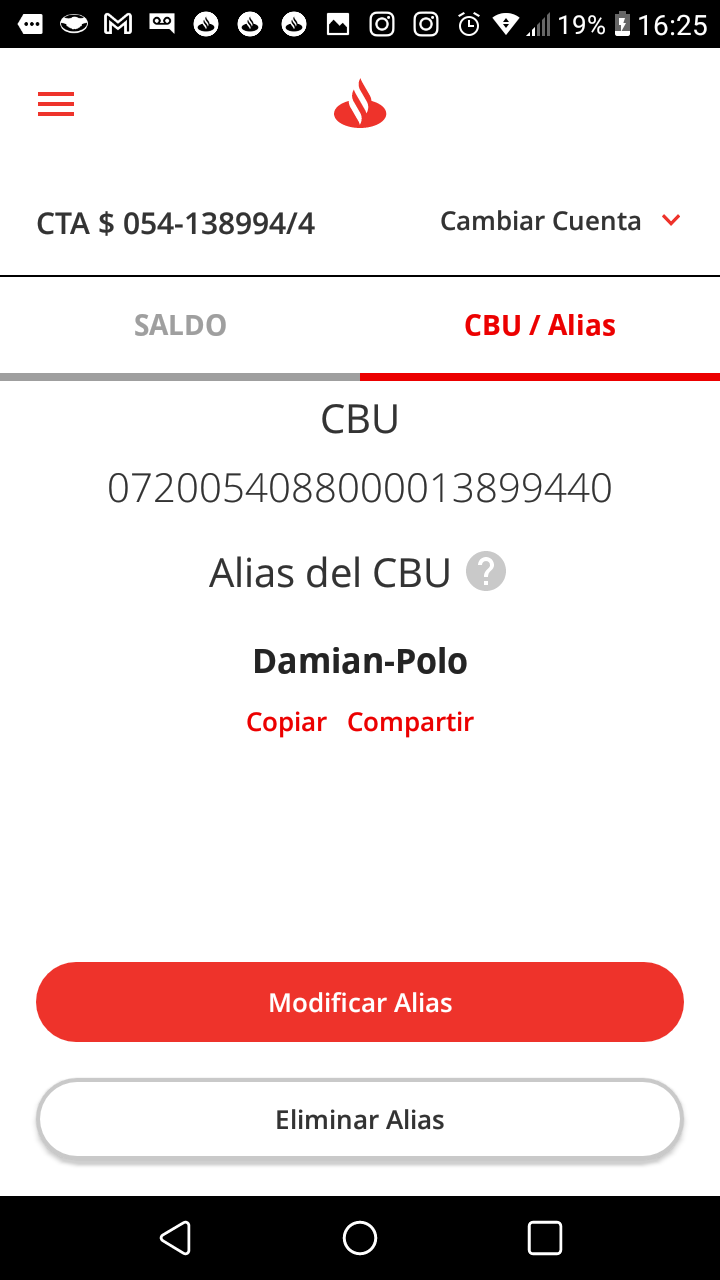 19% 16:25
CTA $ 054-138994/4 Cambiar Cuenta
SALDO CBU / Alias
CBU
0720054088000013899440
Alias del CBU ?
Damian-Polo
Copiar Compartir
Modificar Alias
Eliminar Alias